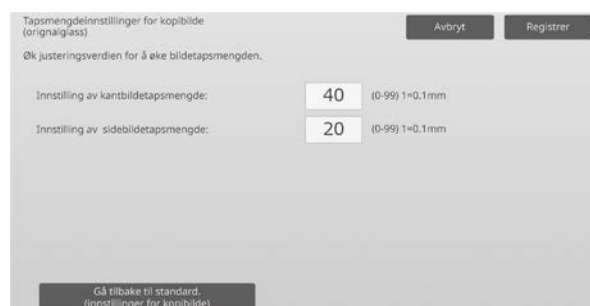 Tapsmengdeinnstillinger for kopibilde
(orignalglass)
Avbryt
Registrer
Øk justeringsverdien for å øke bildetapsmengden.
Innstilling av kantbildetapsmengde:
40
(0-99) 1=0.1mm
Innstilling av sidebildetapsmengde:
20
(0-99) 1=0.1mm
Gå tilbake til standard.
(innstillinger for kopibilde)